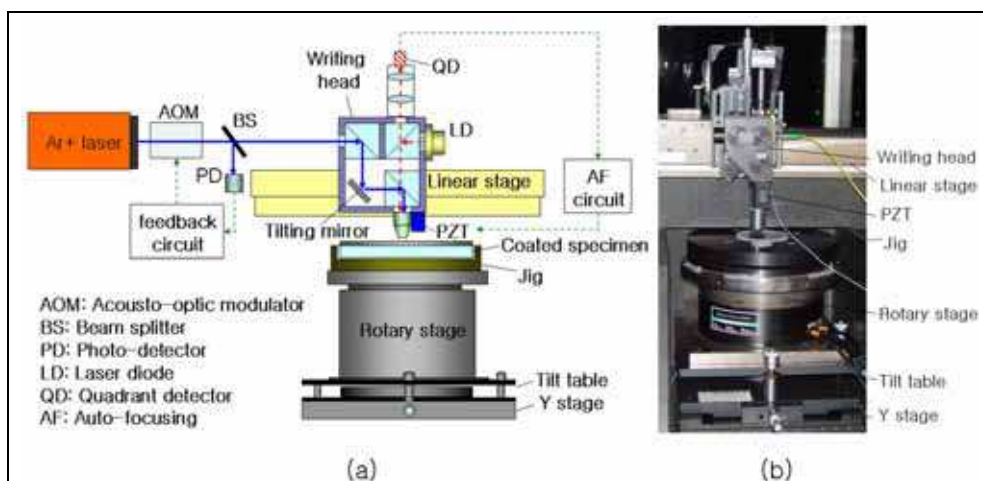 Writing
head
QD
AOM
BS
LD
Ar+ laser
PD
Linear stage
AF
circuit
feedback
circuit
Tilting mirror
PZT
Coated specimen
Jig
AOM: Acousto-optic modulator
BS: Beam splitter
PD: Photo-detector
LD: Laser diode
QD: Quadrant detector
AF: Auto-focusing
Rotary stage
Tilt table
Y stage
(a)
Writing head
Linear stage
PZT
Jig
Rotary stage
Tilt table
Y stage
(b)